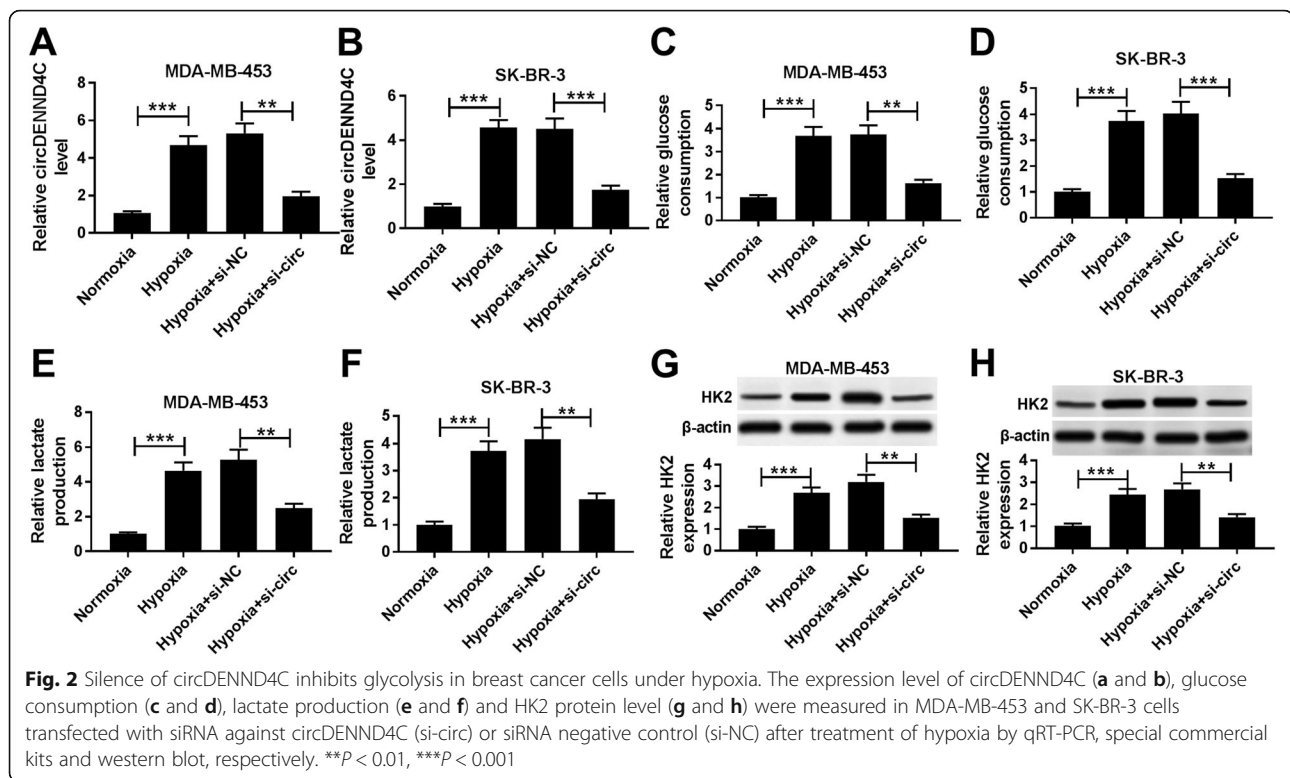 A
MDA-MB-453
Relative circDENND4C
level
8
6
4
2
0
***
**
Normoxia
Hypoxia
Hypoxia+si-NC
Hypoxia+si-circ
B
SK-BR-3
Relative circDENND4C
level
6
4
2
0
***
***
Normoxia
Hypoxia
Hypoxia+si-NC
Hypoxia+si-circ
C
MDA-MB-453
Relative glucose
consumption
5
4
3
2
1
0
***
**
Normoxia
Hypoxia
Hypoxia+si-NC
Hypoxia+si-circ
D
SK-BR-3
Relative glucose
consumption
5
4
3
2
1
0
***
***
Normoxia
Hypoxia
Hypoxia+si-NC
Hypoxia+si-circ
E
MDA-MB-453
Relative lactate
production
8
6
4
2
0
***
**
Normoxia
Hypoxia
Hypoxia+si-NC
Hypoxia+si-circ
F
SK-BR-3
Relative lactate
production
5
4
3
2
1
0
***
**
Normoxia
Hypoxia
Hypoxia+si-NC
Hypoxia+si-circ
G
MDA-MB-453
HK2
β-actin
Relative HK2
expression
4
3
2
1
0
***
**
Normoxia
Hypoxia
Hypoxia+si-NC
Hypoxia+si-circ
H
SK-BR-3
HK2
β-actin
Relative HK2
expression
4
3
2
1
0
***
**
Normoxia
Hypoxia
Hypoxia+si-NC
Hypoxia+si-circ
Fig. 2 Silence of circDENND4C inhibits glycolysis in breast cancer cells under hypoxia. The expression level of circDENND4C (a and b), glucose
consumption (c and d), lactate production (e and f) and HK2 protein level (g and h) were measured in MDA-MB-453 and SK-BR-3 cells
transfected with siRNA against circDENND4C (si-circ) or siRNA negative control (si-NC) after treatment of hypoxia by qRT-PCR, special commercial
kits and western blot, respectively. **P < 0.01, ***P < 0.001